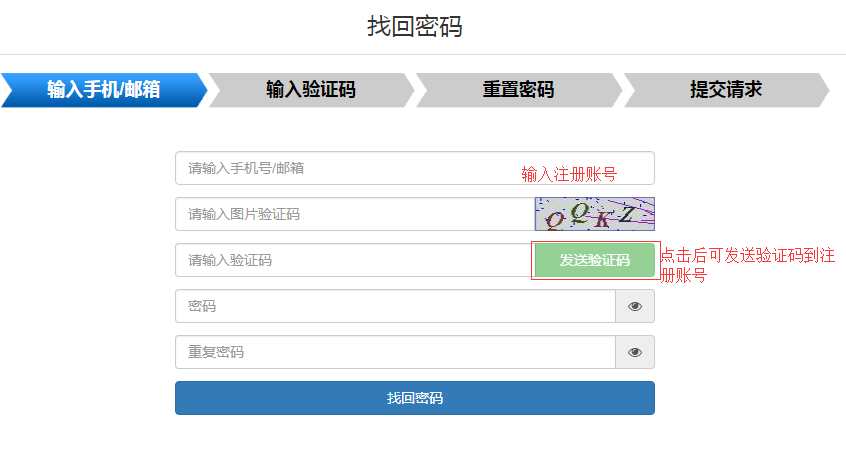 找回密码
输入手机/邮箱
输入验证码
重置密码
提交请求
请输入手机号/邮箱
输入注册账号
请输入图片验证码
QQKZ
请输入验证码
发送验证码
点击后可发送验证码到注
册账号
密码
重复密码
找回密码